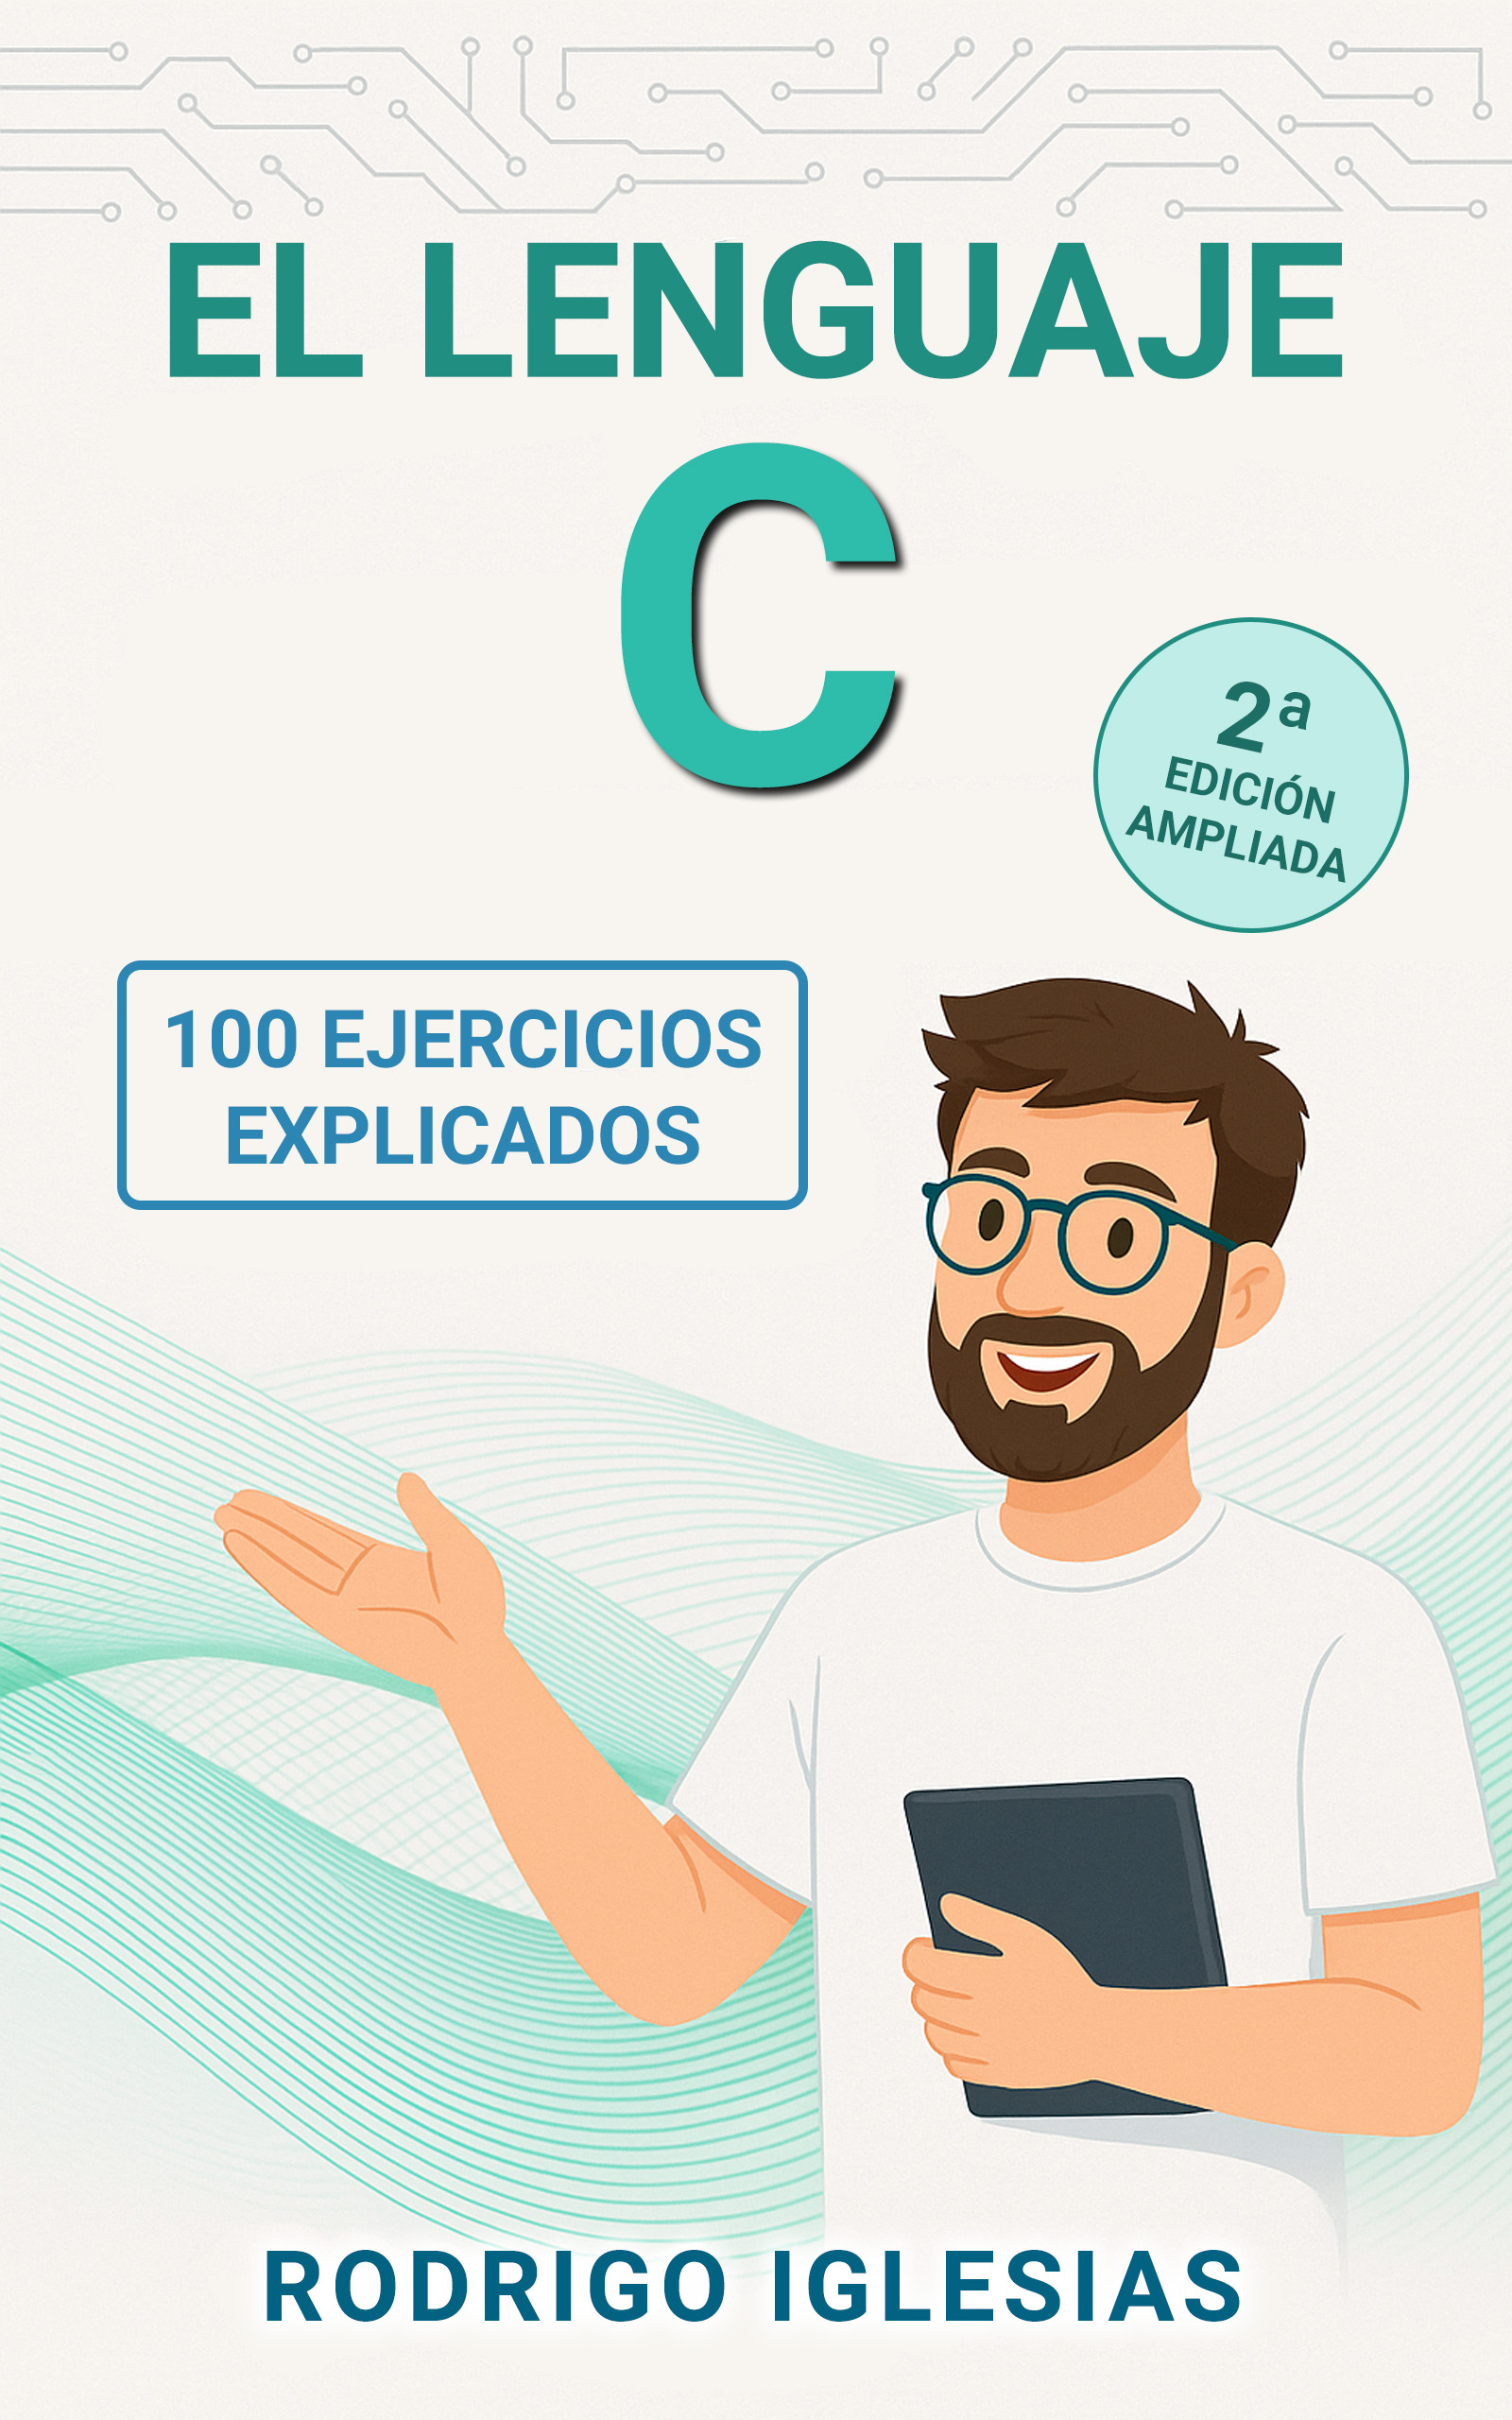 EL LENGUAJE
C
2ª
EDICIÓN
AMPLIADA
100 EJERCICIOS
EXPLICADOS
RODRIGO IGLESIAS